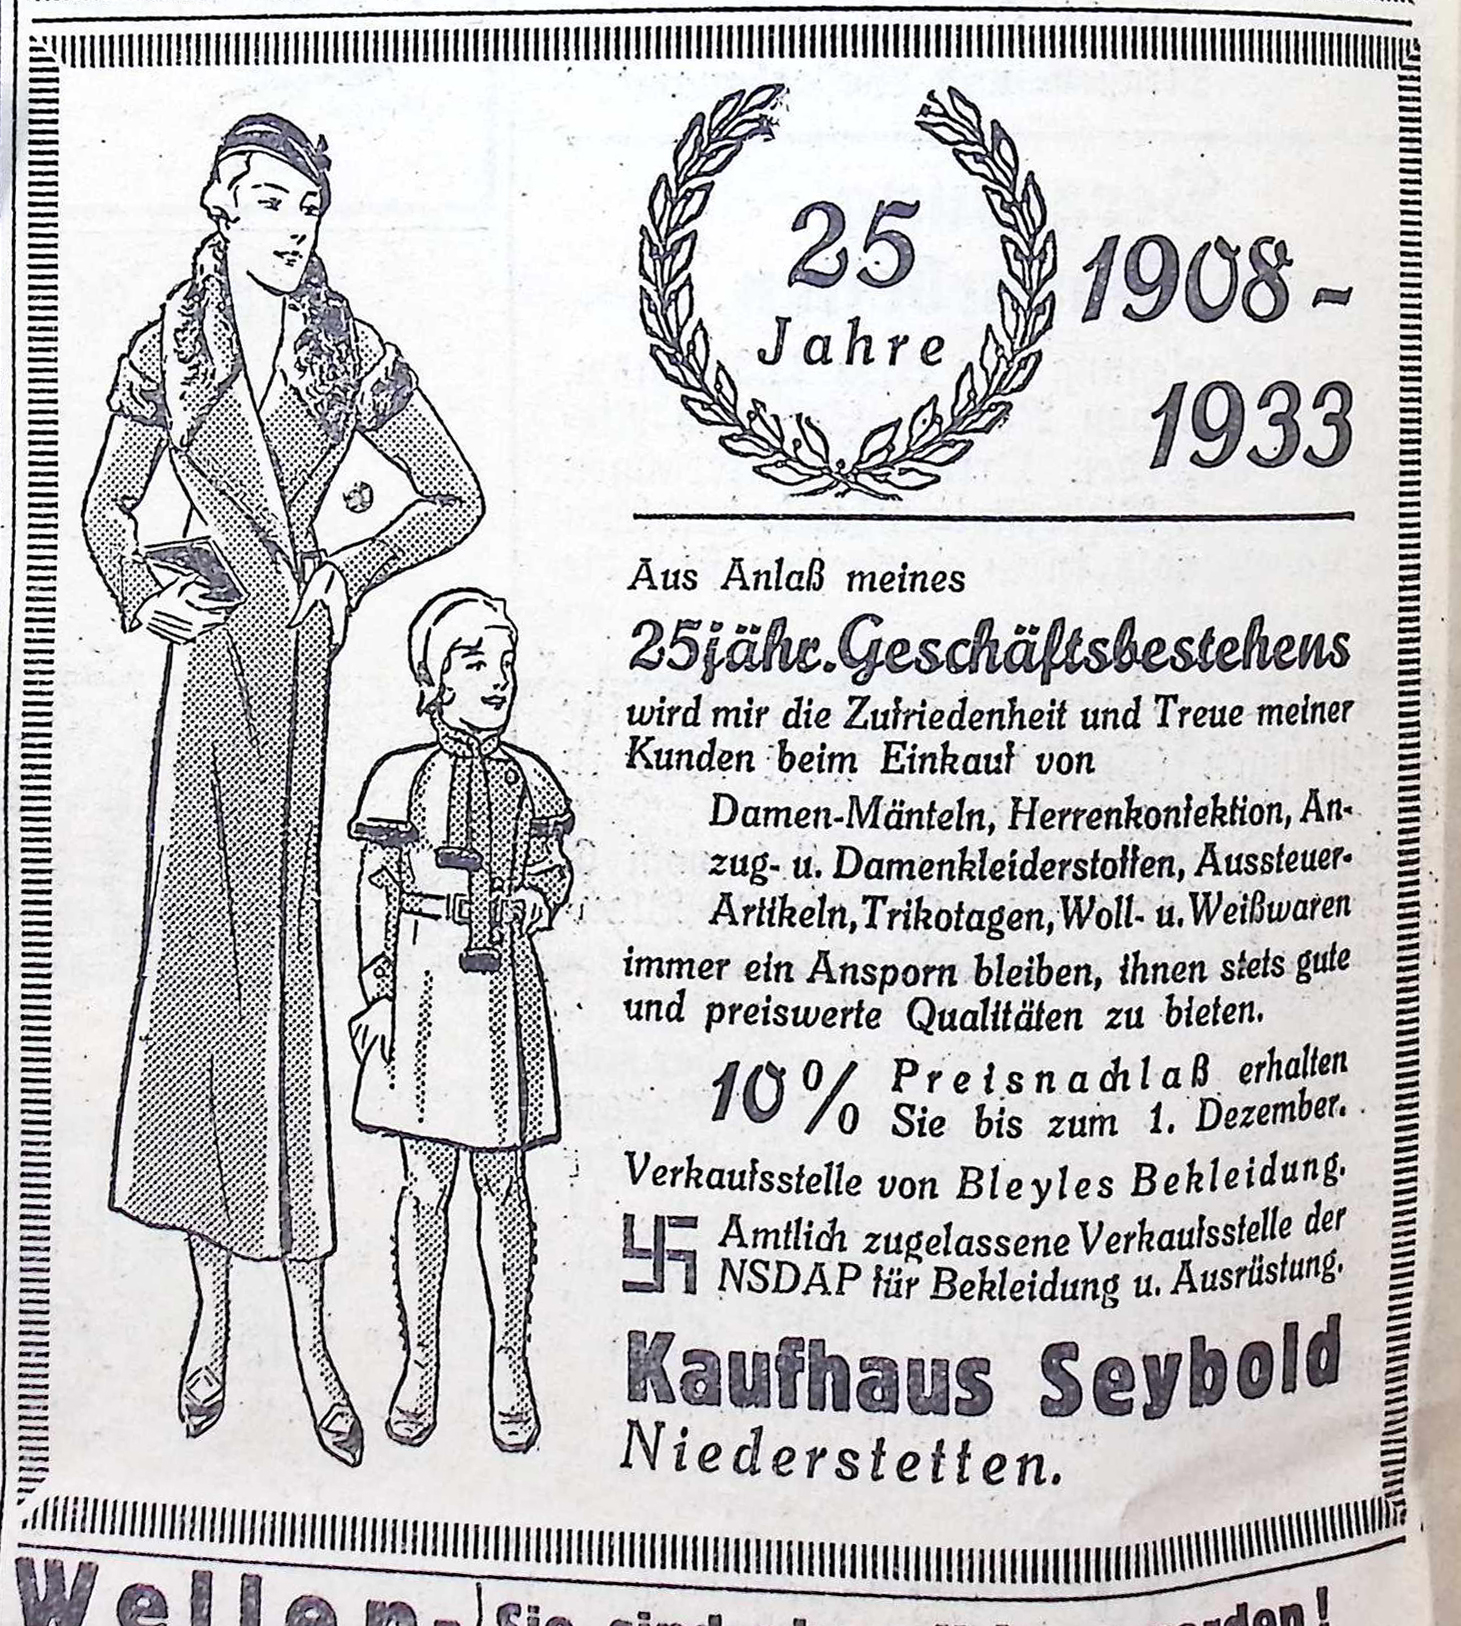 25
Jahre
1908-
1933
Aus Anlaß meines
25jähr. Geschäftsbestehens
wird mir die Zufriedenheit und Treue meiner
Kunden beim Einkauf von
Damen-Mänteln, Herrenkonfektion, An-
zug- u. Damenkleiderstoffen, Aussteuer-
Artikeln, Trikotagen, Woll- u. Weißwaren
immer ein Ansporn bleiben, ihnen stets gute
und preiswerte Qualitäten zu bieten.
10% Preisnachlaß erhalten
Sie bis zum 1. Dezember.
Verkaufsstelle von Bleyles Bekleidung.
Amtlich zugelassene Verkaufsstelle der
NSDAP für Bekleidung u. Ausrüstung.
Kaufhaus Seybold
Niederstetten.
Wellen-
Sie sind